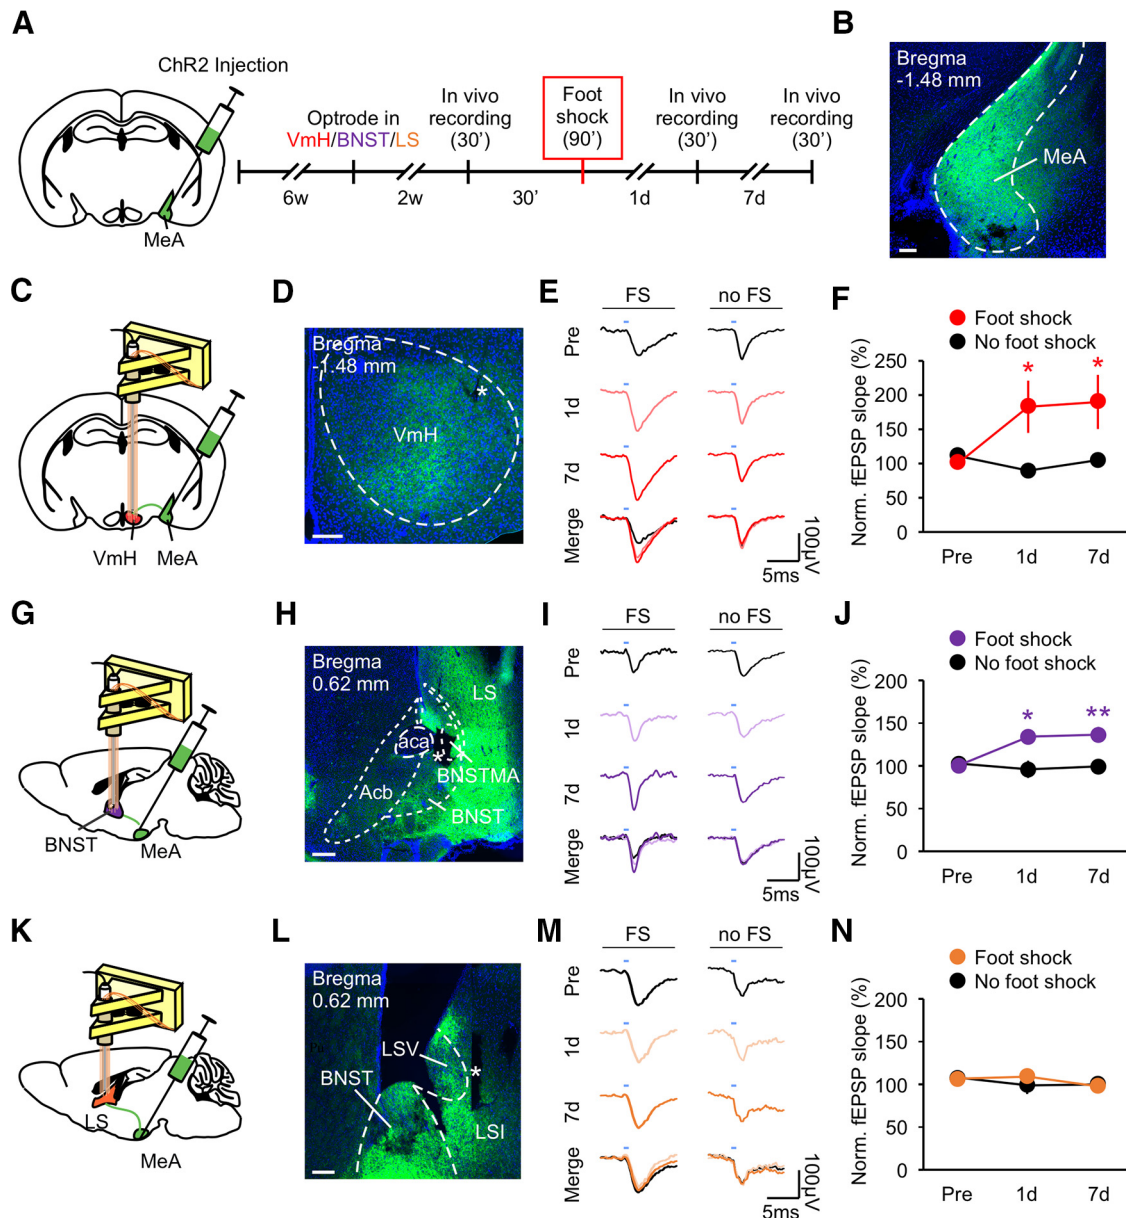 A
ChR2 Injection
MeA
Optrode in
VmH/BNST/LS
In vivo
recording
(30')
Foot
shock
(90')
In vivo
recording
(30')
In vivo
recording
(30')
6w
2w
30'
1d
7d
B
Bregma
-1.48 mm
MeA
C
VmH
MeA
D
Bregma
-1.48 mm
VmH
*
E
FS
no FS
Pre
1d
7d
Merge
100µV
5ms
F
Foot shock
No foot shock
Norm. fEPSP slope (%)
250
200
150
100
50
0
*
*
Pre
1d
7d
G
BNST
MeA
H
Bregma
0.62 mm
LS
aca
*
BNSTMA
Acb
BNST
I
FS
no FS
Pre
1d
7d
Merge
100µV
5ms
J
Foot shock
No foot shock
Norm. fEPSP slope (%)
200
150
100
50
0
*
**
Pre
1d
7d
K
LS
MeA
L
Bregma
0.62 mm
LSV
BNST
*
LSI
M
FS
no FS
Pre
1d
7d
Merge
100µV
5ms
N
Foot shock
No foot shock
Norm. fEPSP slope (%)
200
150
100
50
0
Pre
1d
7d